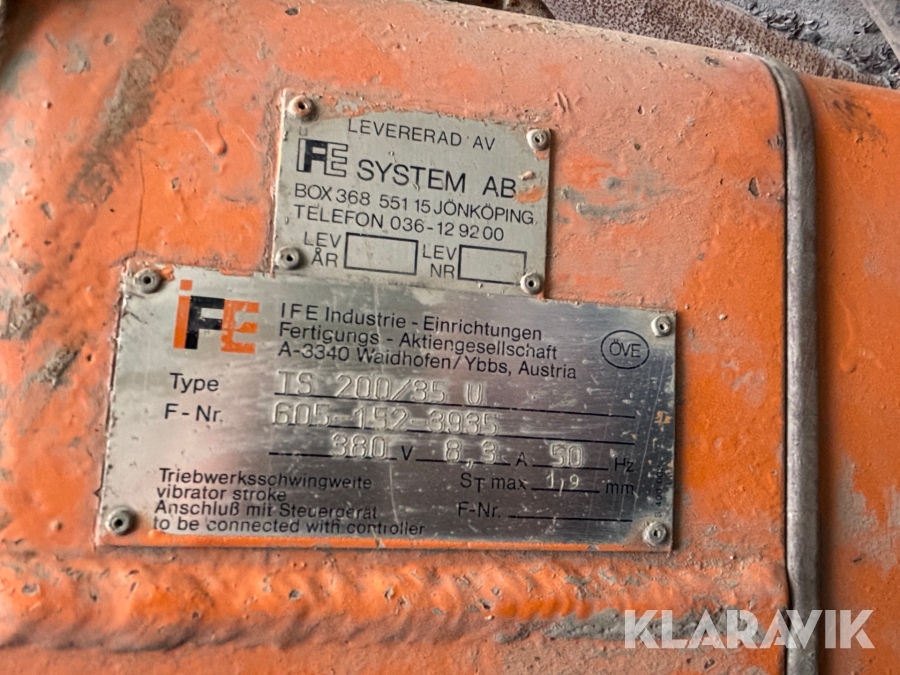 LEVERERAD AV
IFE SYSTEM AB
BOX 368 551 15 JÖNKÖPING
TELEFON 036-12 92 00
LEV ÅR LEV NR
IFE
IFE Industrie - Einrichtungen
Fertigungs - Aktiengesellschaft
A-3340 Waidhofen/Ybbs, Austria
ÖVE
Type TS 200/35 U
F-Nr. 605-152-3935
380 V 8,3 A 50 Hz
Triebwerksschwingweite
vibrator stroke
ST max 1,9 mm
Anschluß mit Steuergerät
to be connected with controller
F-Nr.
KLARAVIK